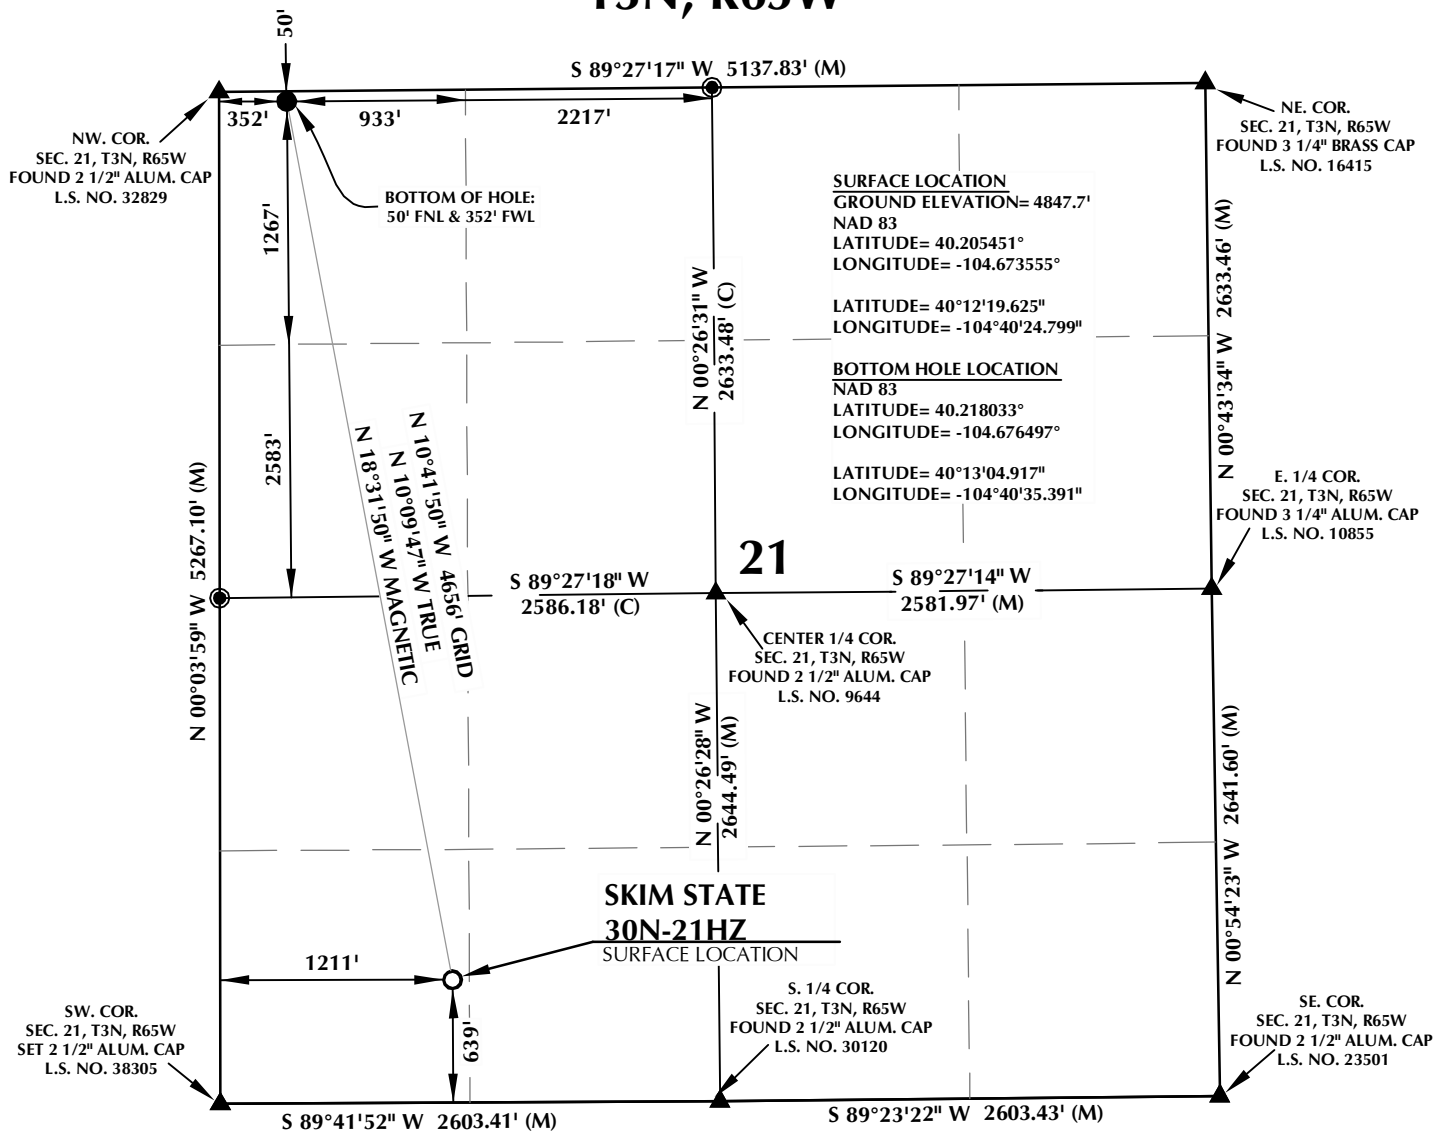 T3N, R65W
50'
S 89°27'17" W 5137.83' (M)
352'
933'
2217'
NW. COR.
SEC. 21, T3N, R65W
FOUND 2 1/2" ALUM. CAP
L.S. NO. 32829
NE. COR.
SEC. 21, T3N, R65W
FOUND 3 1/4" BRASS CAP
L.S. NO. 16415
BOTTOM OF HOLE:
50' FNL & 352' FWL
1267'
SURFACE LOCATION
GROUND ELEVATION= 4847.7'
NAD 83
LATITUDE= 40.205451°
LONGITUDE= -104.673555°
LATITUDE= 40°12'19.625"
LONGITUDE= -104°40'24.799"
BOTTOM HOLE LOCATION
NAD 83
LATITUDE= 40.218033°
LONGITUDE= -104.676497°
LATITUDE= 40°13'04.917"
LONGITUDE= -104°40'35.391"
N 00°26'31" W
2633.48' (C)
N 00°43'34" W 2633.46' (M)
2583'
N 10°41'50" W 4656' GRID
N 10°09'47" W TRUE
N 18°31'50" W MAGNETIC
N 00°03'59" W 5267.10' (M)
E. 1/4 COR.
SEC. 21, T3N, R65W
FOUND 3 1/4" ALUM. CAP
L.S. NO. 10855
21
S 89°27'18" W
2586.18' (C)
S 89°27'14" W
2581.97' (M)
CENTER 1/4 COR.
SEC. 21, T3N, R65W
FOUND 2 1/2" ALUM. CAP
L.S. NO. 9644
N 00°26'28" W
2644.49' (M)
N 00°54'23" W 2641.60' (M)
SKIM STATE
30N-21HZ
SURFACE LOCATION
1211'
639'
SW. COR.
SEC. 21, T3N, R65W
SET 2 1/2" ALUM. CAP
L.S. NO. 38305
S. 1/4 COR.
SEC. 21, T3N, R65W
FOUND 2 1/2" ALUM. CAP
L.S. NO. 30120
SE. COR.
SEC. 21, T3N, R65W
FOUND 2 1/2" ALUM. CAP
L.S. NO. 23501
S 89°41'52" W 2603.41' (M)
S 89°23'22" W 2603.43' (M)